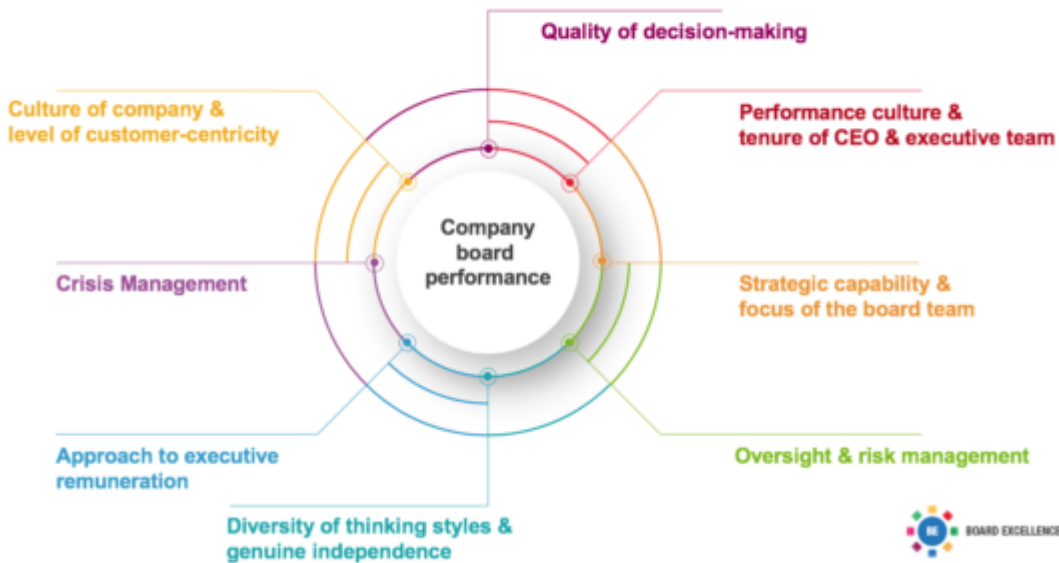 Quality of decision-making
Culture of company &
level of customer-centricity
Performance culture &
tenure of CEO & executive team
Company
board
performance
Crisis Management
Strategic capability &
focus of the board team
Approach to executive
remuneration
Oversight & risk management
Diversity of thinking styles &
genuine independence
BE BOARD EXCELLENCE